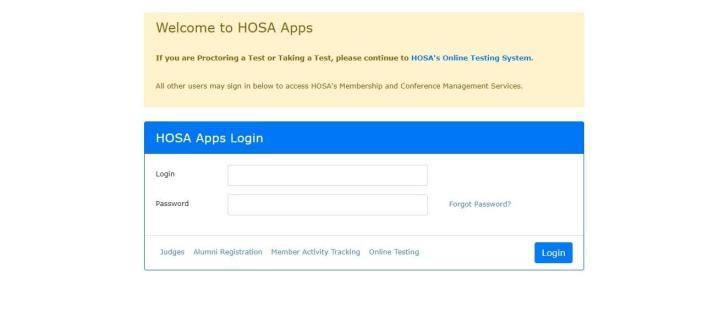 Welcome to HOSA Apps
If you are Proctoring a Test or Taking a Test, please continue to HOSA's Online Testing System.
All other users may sign in below to access HOSA's Membership and Conference Management Services.
HOSA Apps Login
Login
Password
Forgot Password?
Judges Alumni Registration Member Activity Tracking Online Testing Login